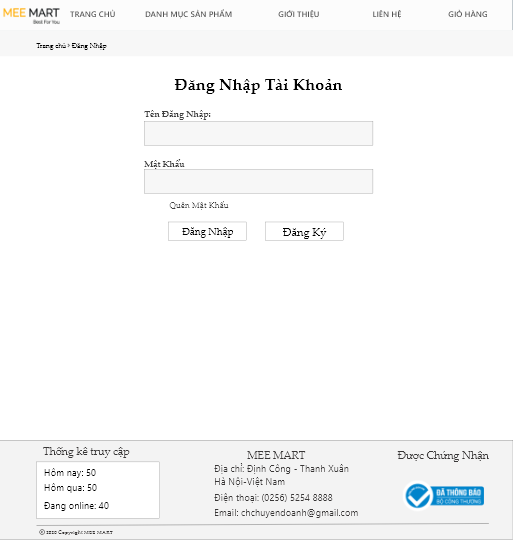 MEE MART
Best For You
TRANG CHỦ
DANH MỤC SẢN PHẨM
GIỚI THIỆU
LIÊN HỆ
GIỎ HÀNG
Trang chủ > Đăng Nhập
Đăng Nhập Tài Khoản
Tên Đăng Nhập:
Mật Khẩu
Quên Mật Khẩu
Đăng Nhập
Đăng Ký
Thống kê truy cập
Hôm nay: 50
Hôm qua: 50
Đang online: 40
MEE MART
Địa chỉ: Định Công - Thanh Xuân
Hà Nội-Việt Nam
Điện thoại: (0256) 5254 8888
Email: chchuyendoanh@gmail.com
Được Chứng Nhận
ĐÃ THÔNG BÁO
BỘ CÔNG THƯƠNG
© 2020 Copyright MEE MART